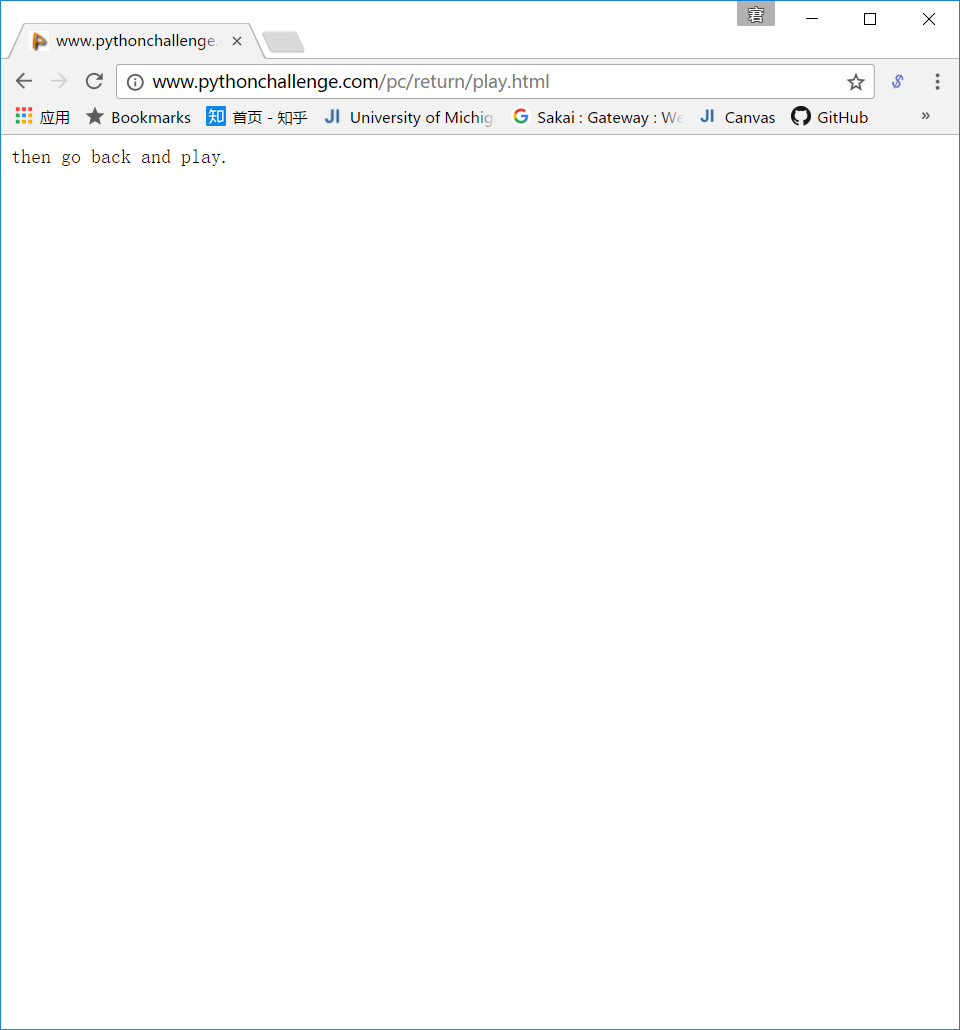 www.pythonchallenge.
www.pythonchallenge.com/pc/return/play.html
应用 Bookmarks 知 首页 - 知乎 JI University of Michig G Sakai : Gateway : We JI Canvas GitHub »
then go back and play.